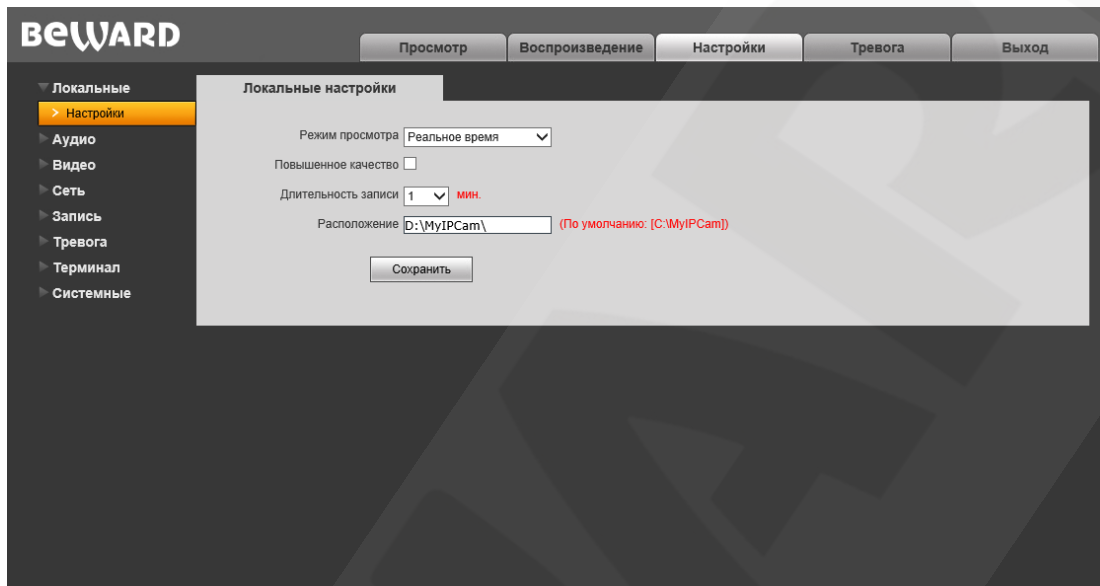 BEWARD
Просмотр Воспроизведение Настройки Тревога Выход
Локальные
> Настройки
Аудио
Видео
Сеть
Запись
Тревога
Терминал
Системные
Локальные настройки
Режим просмотра Реальное время
Повышенное качество
Длительность записи 1 мин.
Расположение D:\MyIPCam\ (По умолчанию: [C:\MyIPCam])
Сохранить